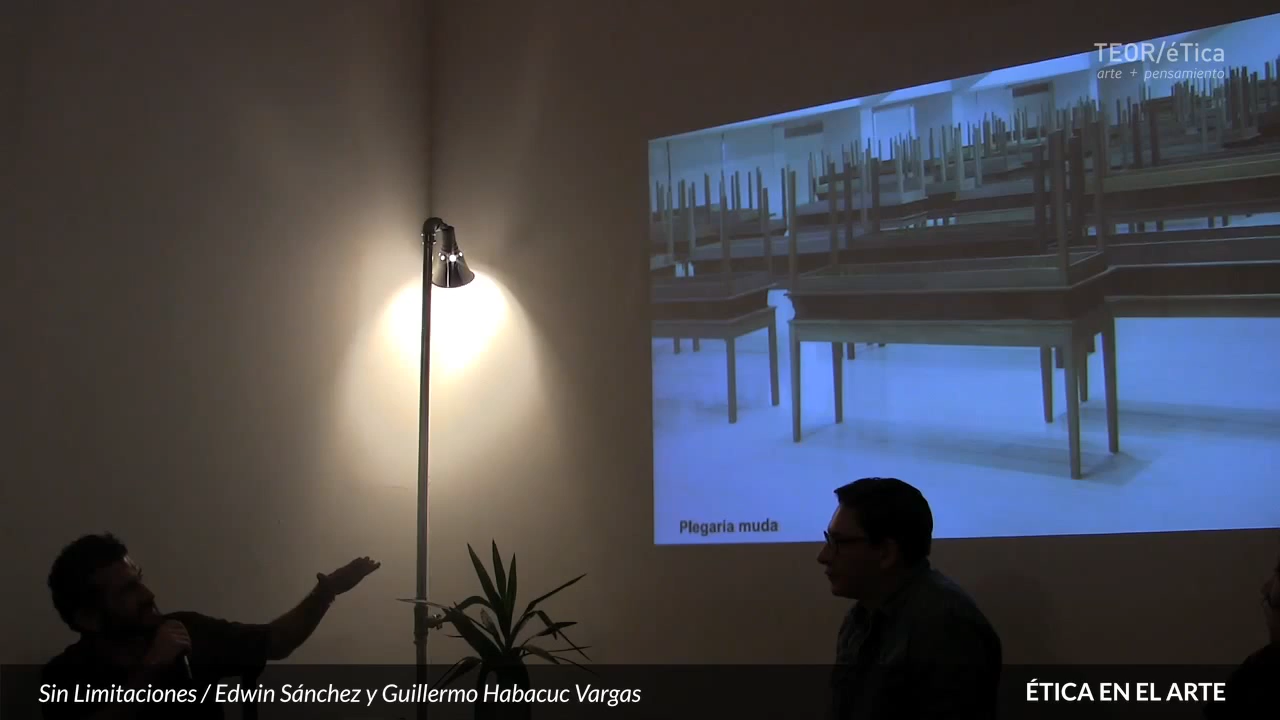 TEOR/éTica
arte + pensamiento
Plegaria muda
Sin Limitaciones / Edwin Sánchez y Guillermo Habacuc Vargas
ÉTICA EN EL ARTE